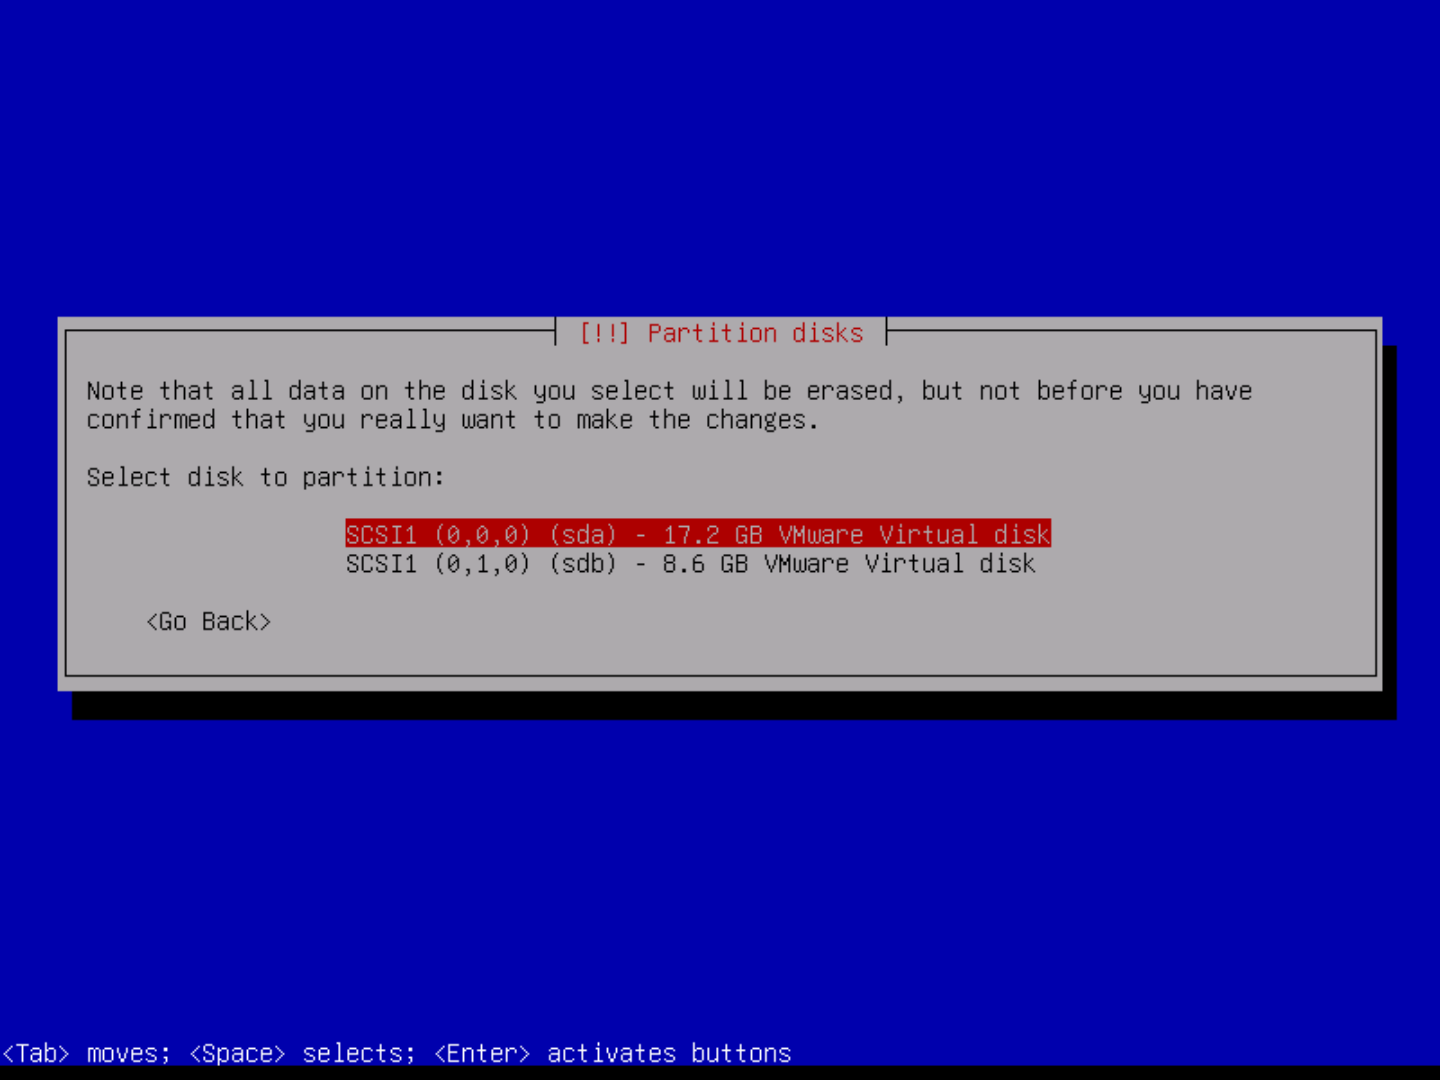 [!!] Partition disks
Note that all data on the disk you select will be erased, but not before you have
confirmed that you really want to make the changes.
Select disk to partition:
SCSI1 (0,0,0) (sda) - 17.2 GB VMware Virtual disk
SCSI1 (0,1,0) (sdb) - 8.6 GB VMware Virtual disk
<Go Back>
<Tab> moves; <Space> selects; <Enter> activates buttons